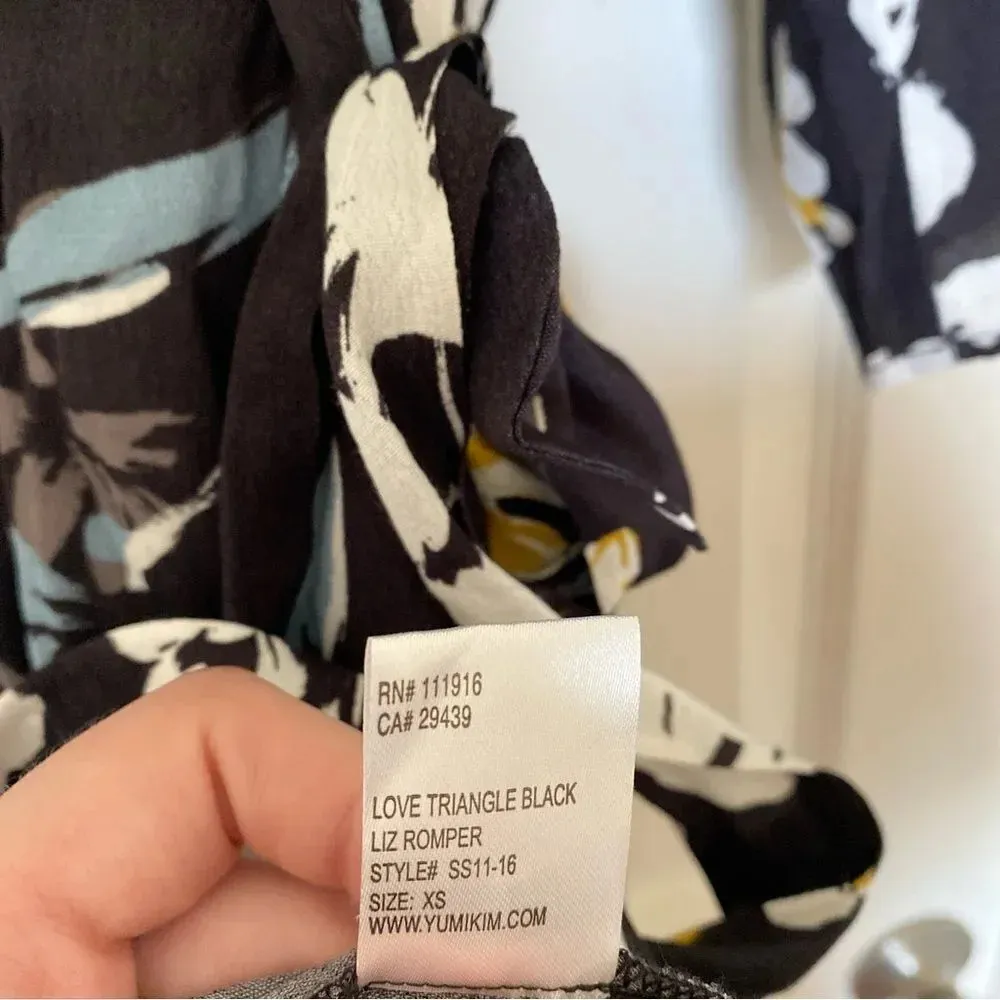 RN# 111916
CA# 29439
LOVE TRIANGLE BLACK
LIZ ROMPER
STYLE# SS11-16
SIZE: XS
WWW.YUMIKIM.COM